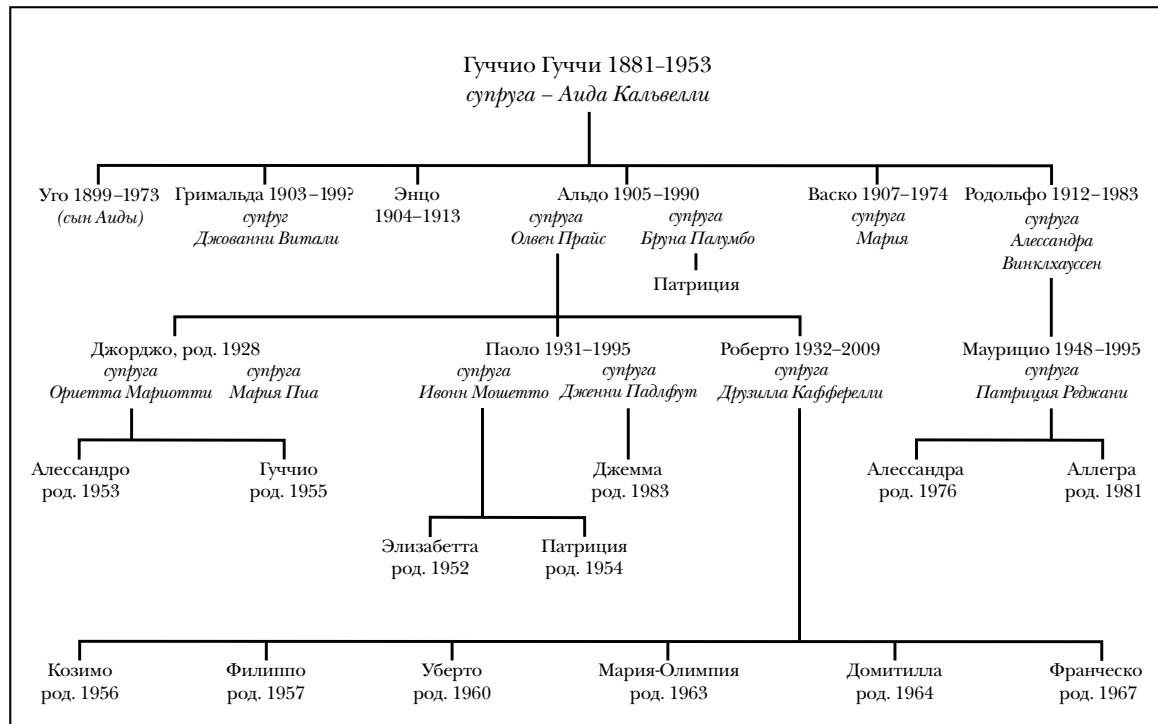 Гуччио Гуччи 1881–1953
супруга – Аида Кальвелли
Уго 1899–1973
(сын Аиды)
Гримальда 1903–199?
супруг
Джованни Витали
Энцо
1904–1913
Альдо 1905–1990
супруга
Олвен Прайс
супруга
Бруна Палумбо
Патриция
Васко 1907–1974
супруга
Мария
Родольфо 1912–1983
супруга
Алессандра
Винклхауссен
Джорджо, род. 1928
супруга
Ориетта Мариотти
супруга
Мария Пиа
Паоло 1931–1995
супруга
Ивонн Мошетто
супруга
Дженни Падлфут
Роберто 1932–2009
супруга
Друзилла Кафферелли
Маурицио 1948–1995
супруга
Патриция Реджани
Алессандро
род. 1953
Гуччио
род. 1955
Джемма
род. 1983
Алессандра
род. 1976
Аллегра
род. 1981
Элизабетта
род. 1952
Патриция
род. 1954
Козимо
род. 1956
Филиппо
род. 1957
Уберто
род. 1960
Мария-Олимпия
род. 1963
Домитилла
род. 1964
Франческо
род. 1967